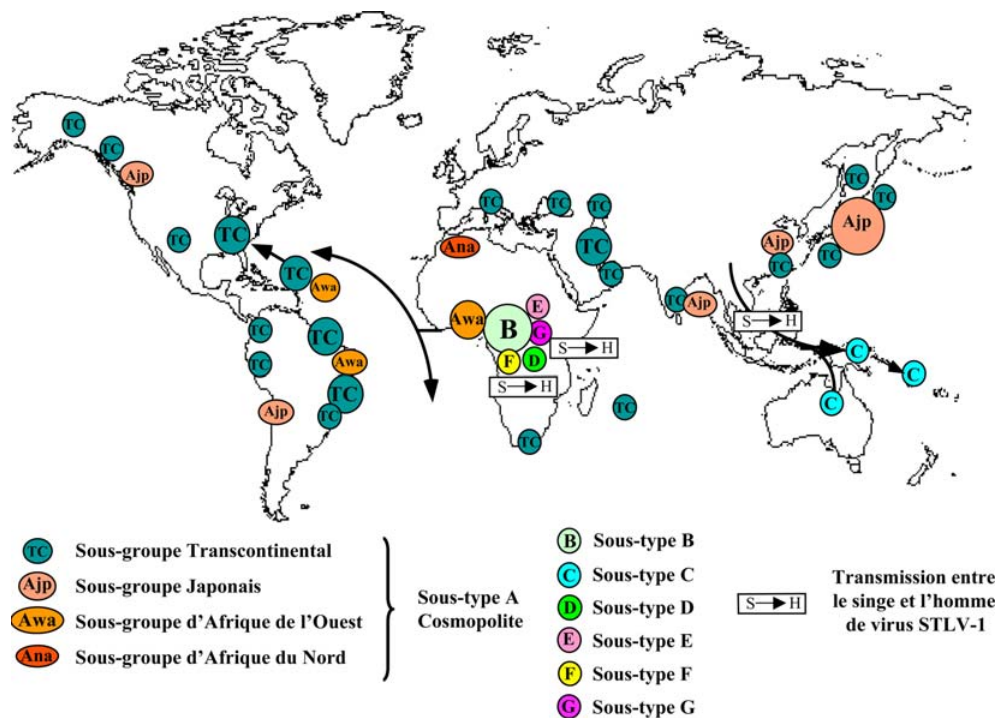 TC
TC
Ajp
TC
TC
TC
Awa
TC
TC
TC
Awa
TC
Ajp
TC
TC
TC
TC
Ana
TC
TC
Awa
B
E
G
F
D
S → H
S → H
TC
TC
TC
Ajp
TC
TC
Ajp
Ajp
TC
TC
S → H
C
C
C
TC Sous-groupe Transcontinental
Ajp Sous-groupe Japonais
Awa Sous-groupe d'Afrique de l'Ouest
Ana Sous-groupe d'Afrique du Nord
Sous-type A
Cosmopolite
B Sous-type B
C Sous-type C
D Sous-type D
E Sous-type E
F Sous-type F
G Sous-type G
S → H
Transmission entre
le singe et l'homme
de virus STLV-1